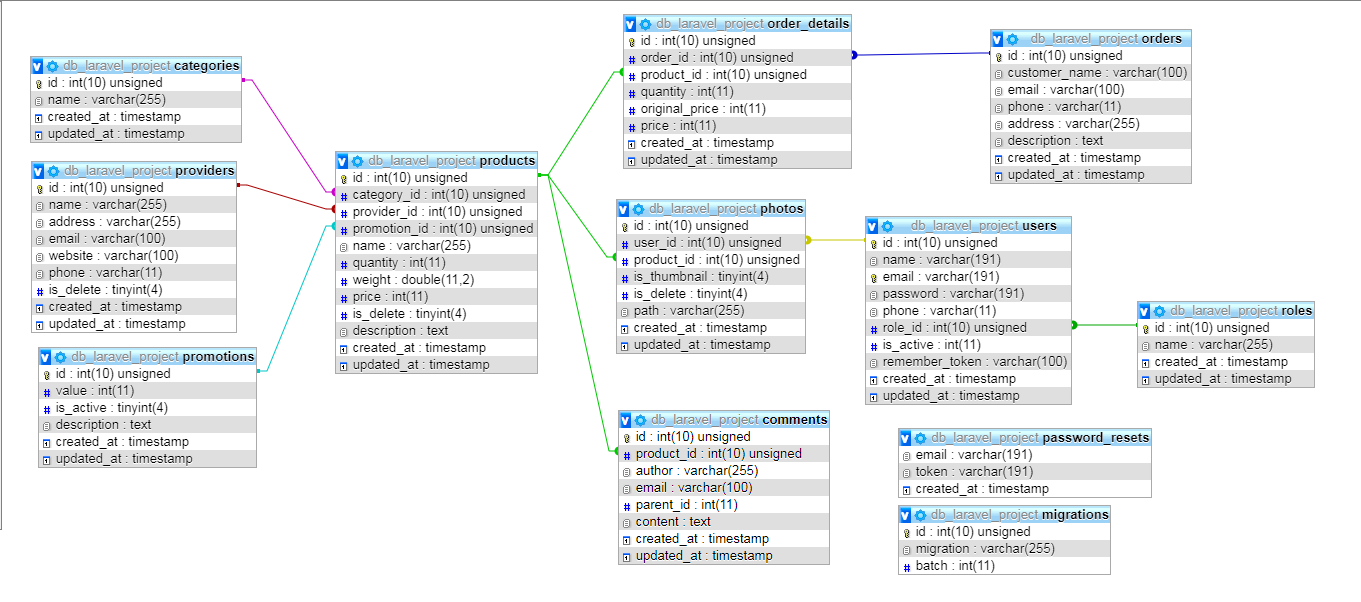 db_laravel_project categories
id : int(10) unsigned
name : varchar(255)
created_at : timestamp
updated_at : timestamp
db_laravel_project providers
id : int(10) unsigned
name : varchar(255)
address : varchar(255)
email : varchar(100)
website : varchar(100)
phone : varchar(11)
is_delete : tinyint(4)
created_at : timestamp
updated_at : timestamp
db_laravel_project promotions
id : int(10) unsigned
value : int(11)
is_active : tinyint(4)
description : text
created_at : timestamp
updated_at : timestamp
db_laravel_project products
id : int(10) unsigned
category_id : int(10) unsigned
provider_id : int(10) unsigned
promotion_id : int(10) unsigned
name : varchar(255)
quantity : int(11)
weight : double(11,2)
price : int(11)
is_delete : tinyint(4)
description : text
created_at : timestamp
updated_at : timestamp
db_laravel_project order_details
id : int(10) unsigned
order_id : int(10) unsigned
product_id : int(10) unsigned
quantity : int(11)
original_price : int(11)
price : int(11)
created_at : timestamp
updated_at : timestamp
db_laravel_project photos
id : int(10) unsigned
user_id : int(10) unsigned
product_id : int(10) unsigned
is_thumbnail : tinyint(4)
is_delete : tinyint(4)
path : varchar(255)
created_at : timestamp
updated_at : timestamp
db_laravel_project comments
id : int(10) unsigned
product_id : int(10) unsigned
author : varchar(255)
email : varchar(100)
parent_id : int(11)
content : text
created_at : timestamp
updated_at : timestamp
db_laravel_project orders
id : int(10) unsigned
customer_name : varchar(100)
email : varchar(100)
phone : varchar(11)
address : varchar(255)
description : text
created_at : timestamp
updated_at : timestamp
db_laravel_project users
id : int(10) unsigned
name : varchar(191)
email : varchar(191)
password : varchar(191)
phone : varchar(11)
role_id : int(10) unsigned
is_active : int(11)
remember_token : varchar(100)
created_at : timestamp
updated_at : timestamp
db_laravel_project roles
id : int(10) unsigned
name : varchar(255)
created_at : timestamp
updated_at : timestamp
db_laravel_project password_resets
email : varchar(191)
token : varchar(191)
created_at : timestamp
db_laravel_project migrations
id : int(10) unsigned
migration : varchar(255)
batch : int(11)